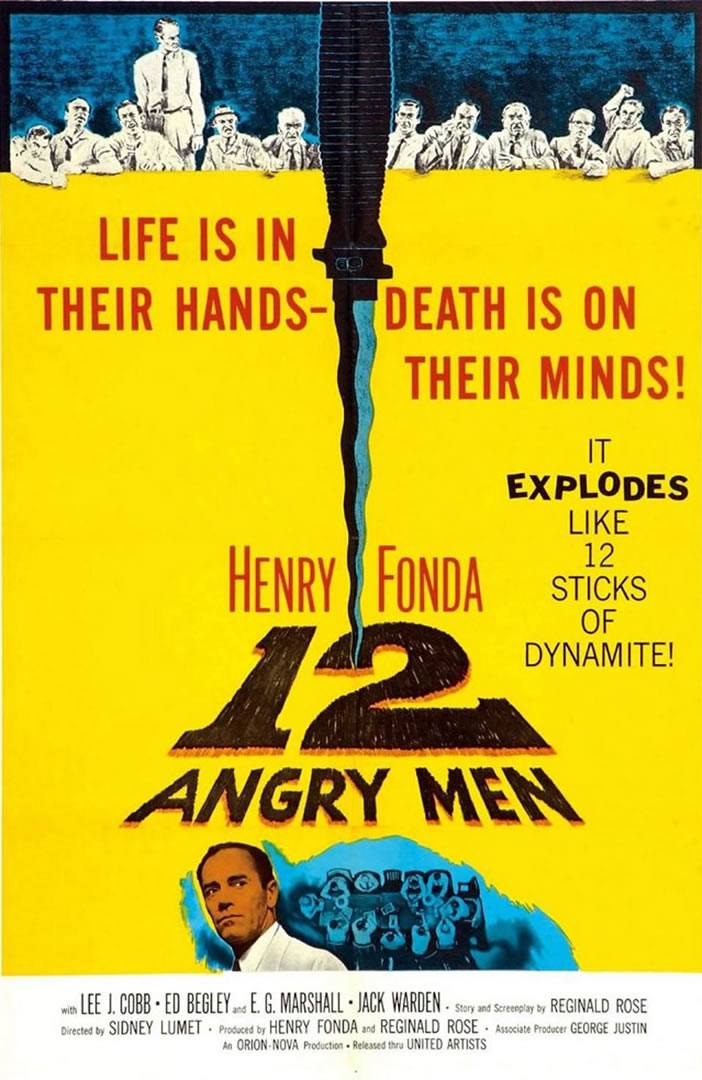 LIFE IS IN
THEIR HANDS- DEATH IS ON
THEIR MINDS!
IT
EXPLODES
LIKE
12
STICKS
OF
DYNAMITE!
HENRY FONDA
12
ANGRY MEN
with LEE J. COBB • ED BEGLEY and E. G. MARSHALL • JACK WARDEN • Story and Screenplay by REGINALD ROSE
Directed by SIDNEY LUMET • Produced by HENRY FONDA and REGINALD ROSE • Associate Producer GEORGE JUSTIN
An ORION-NOVA Production • Released thru UNITED ARTISTS